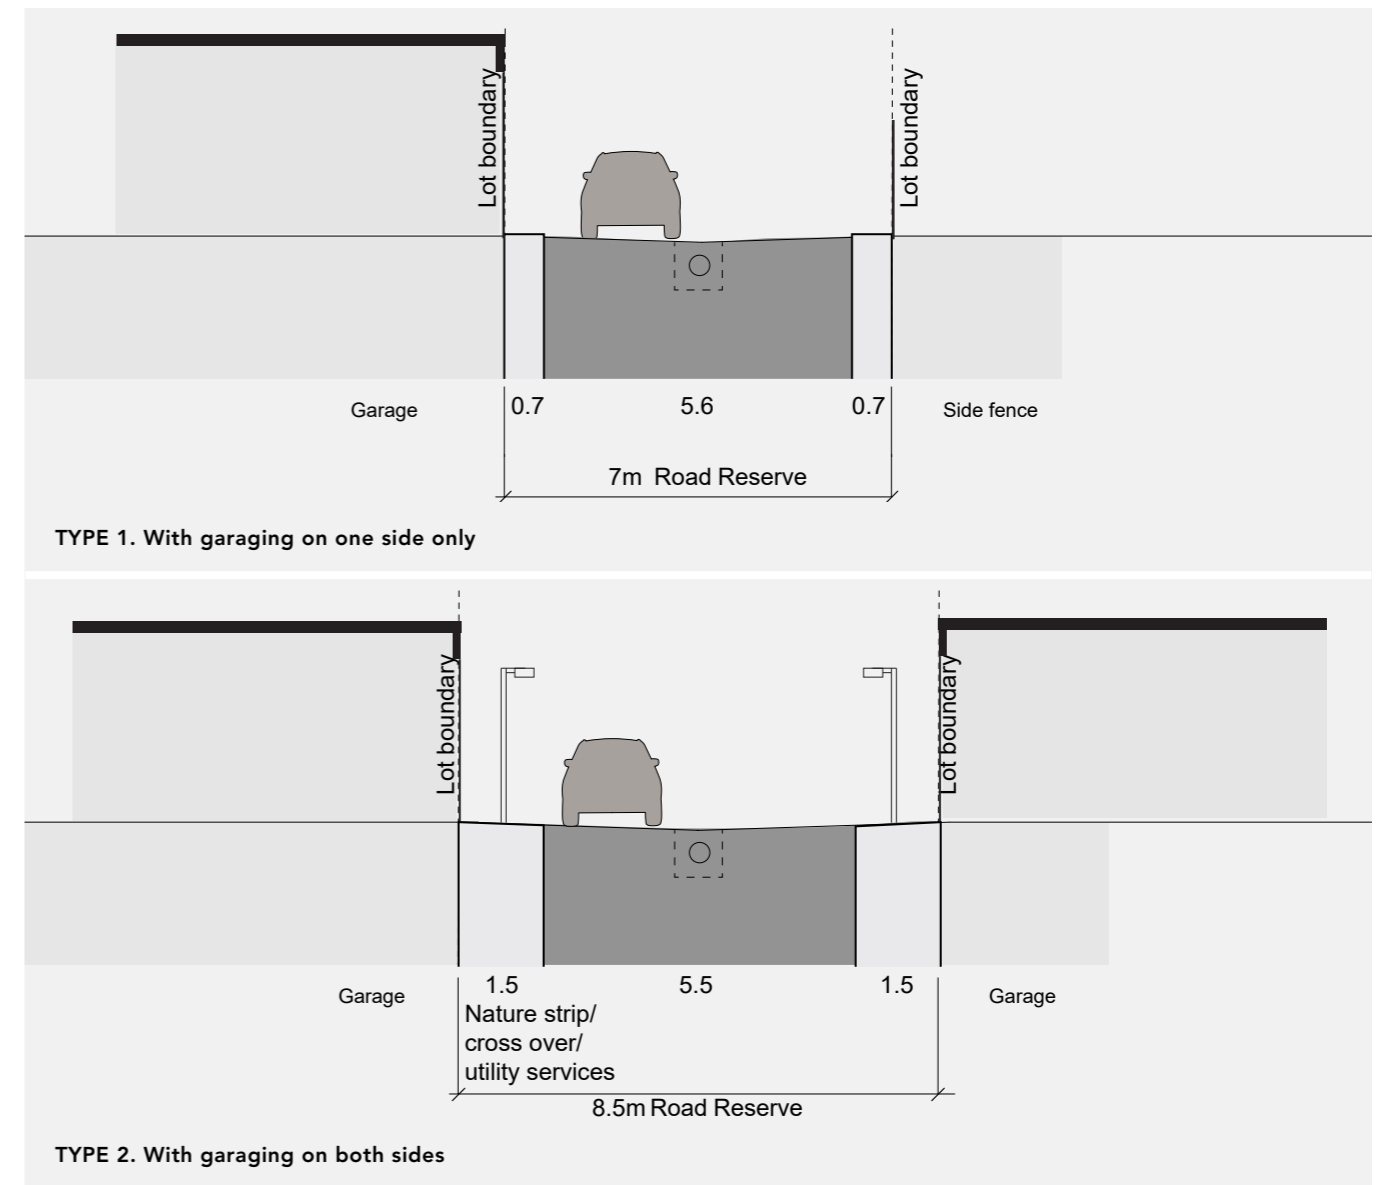 Lot boundary
Lot boundary
Garage
0.7
5.6
0.7
Side fence
7m Road Reserve
TYPE 1. With garaging on one side only
Lot boundary
Lot boundary
Garage
1.5
5.5
1.5
Garage
Nature strip/
cross over/
utility services
8.5m Road Reserve
TYPE 2. With garaging on both sides